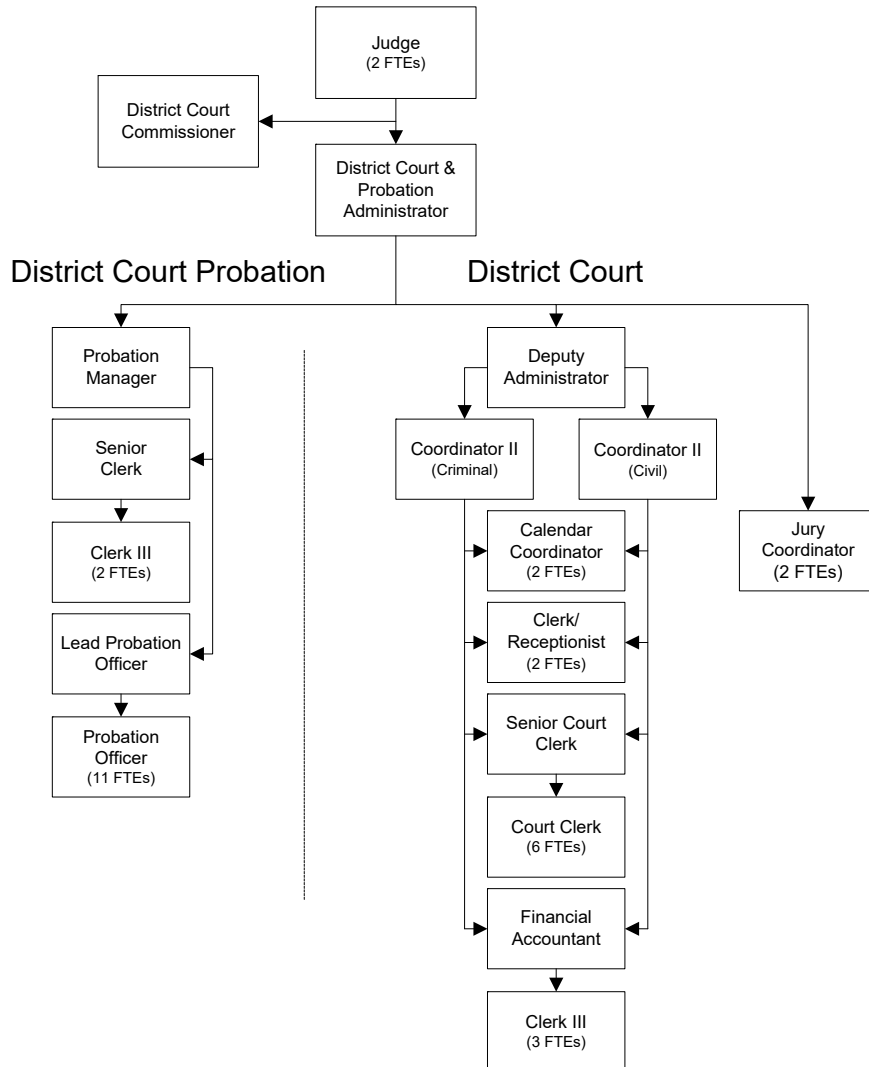 Judge
(2 FTEs)
District Court
Commissioner
District Court &
Probation
Administrator
District Court Probation
District Court
Probation
Manager
Senior
Clerk
Clerk III
(2 FTEs)
Lead Probation
Officer
Probation
Officer
(11 FTEs)
Deputy
Administrator
Coordinator II
(Criminal)
Coordinator II
(Civil)
Calendar
Coordinator
(2 FTEs)
Clerk/
Receptionist
(2 FTEs)
Senior Court
Clerk
Court Clerk
(6 FTEs)
Financial
Accountant
Clerk III
(3 FTEs)
Jury
Coordinator
(2 FTEs)